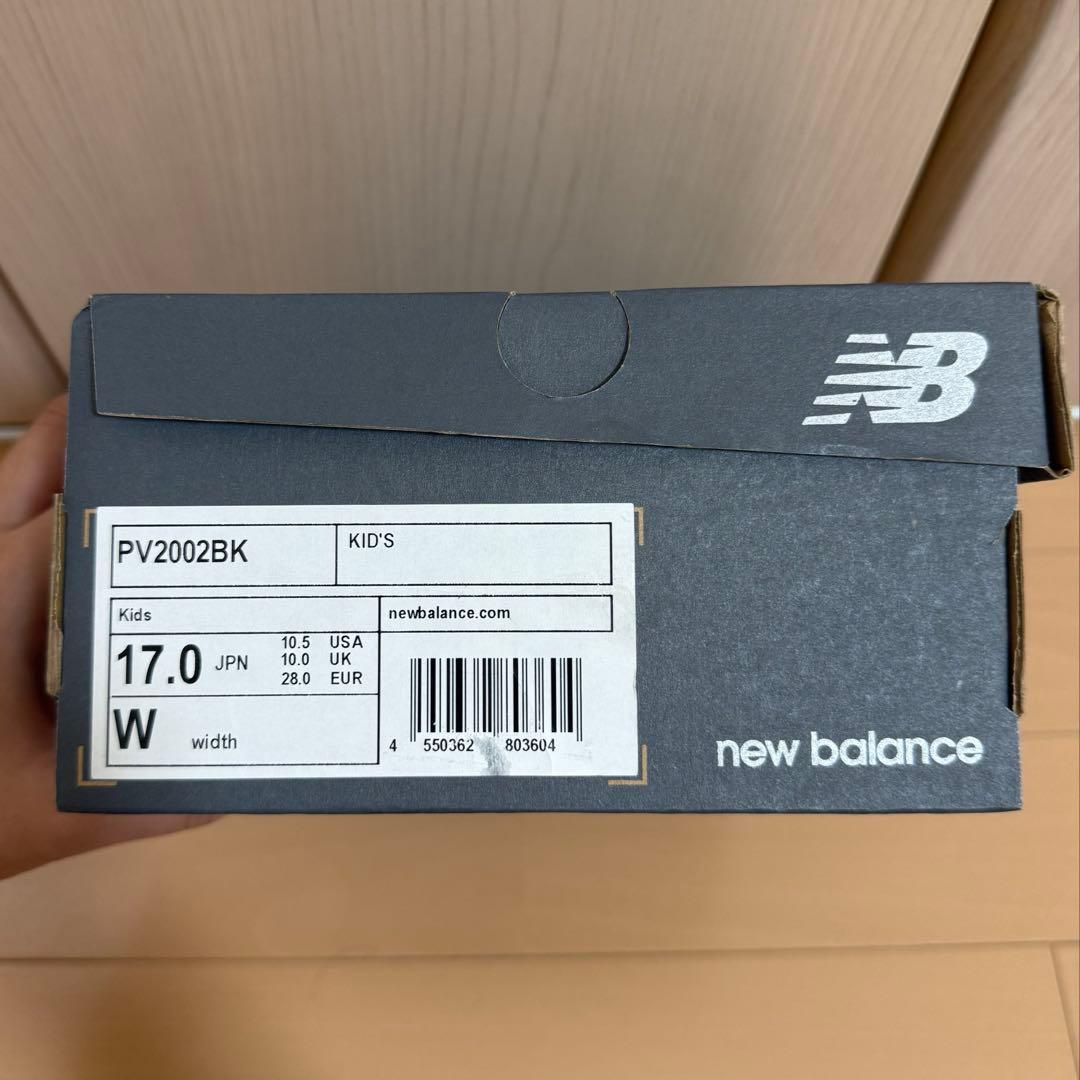 NB
PV2002BK
KID'S
Kids
newbalance.com
17.0 JPN
10.5 USA
10.0 UK
28.0 EUR
W width
4 550362 803604
new balance